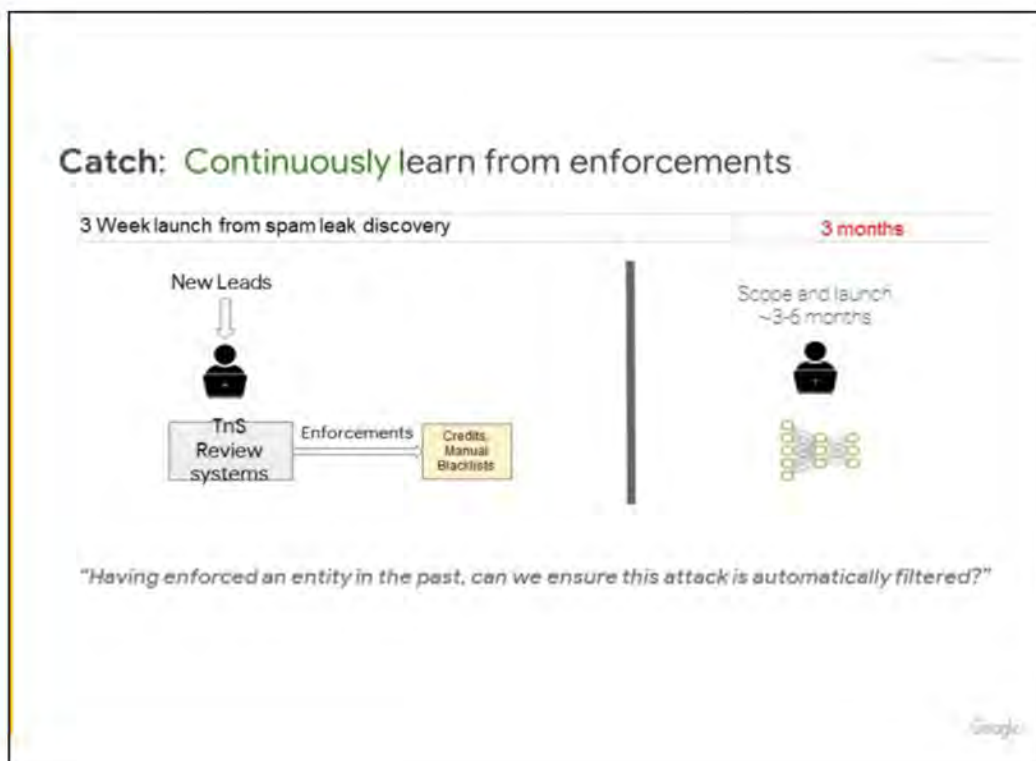 Catch: Continuously learn from enforcements
3 Week launch from spam leak discovery
3 months
New Leads
Scope and launch
~3-6 months
TnS
Review
systems
Enforcements
Credits,
Manual
Blacklists
"Having enforced an entity in the past, can we ensure this attack is automatically filtered?"
Google